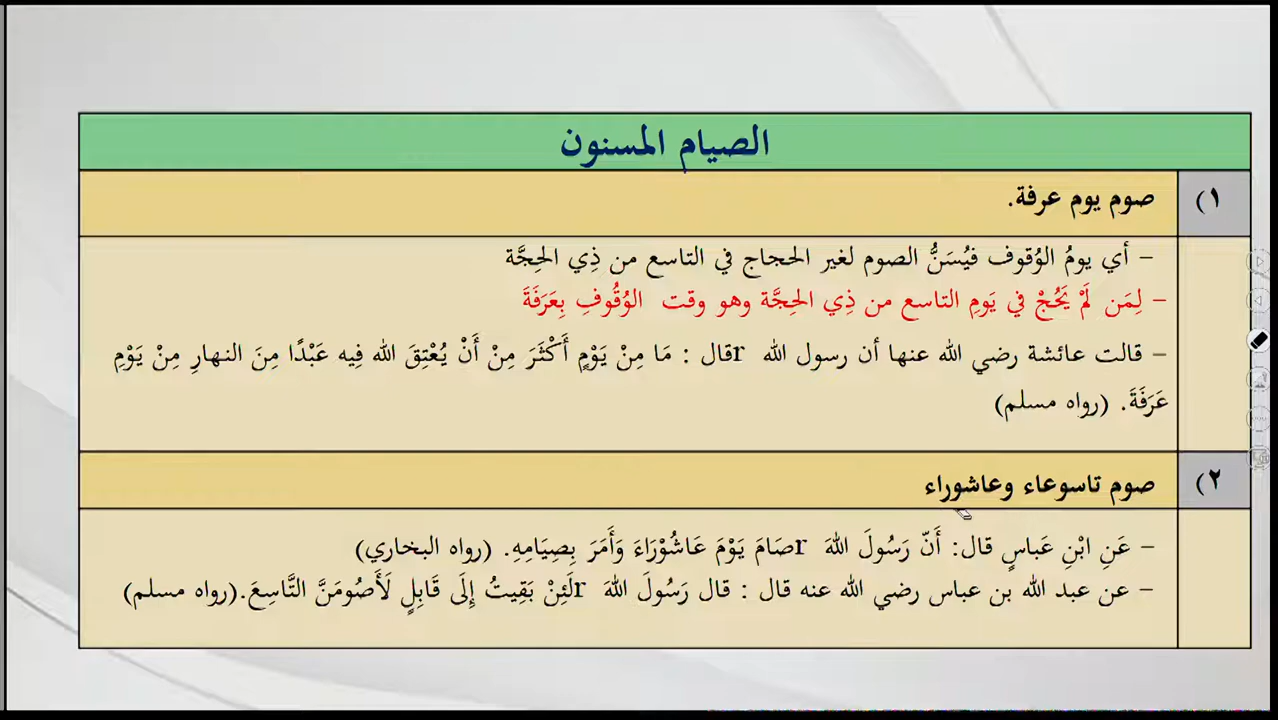 الصيام المسنون
١) صوم يوم عرفة.
– أي يومُ الوُقوف فيُسَنُّ الصوم لغير الحجاج في التاسع من ذِي الحِجَّة
– لِمَن لَمْ يَحُجْ في يَومِ التاسع من ذِي الحِجَّة وهو وقت الوُقُوفِ بِعَرَفَةَ
– قالت عائشة رضي الله عنها أن رسول الله rقال : مَا مِنْ يَوْمٍ أَكْثَرَ مِنْ أَنْ يُعْتِقَ الله فِيه عَبْدًا مِنَ النهارِ مِنْ يَوْمِ
عَرَفَةَ. (رواه مسلم)
٢) صوم تاسوعاء وعاشوراء
– عَنِ ابْنِ عَباسٍ قال: أَنّ رَسُولَ اللهَ rصَامَ يَوْمَ عَاشُوْرَاءَ وَأَمَرَ بِصِيَامِهِ. (رواه البخاري)
– عن عبد الله بن عباس رضي الله عنه قال : قال رَسُولَ اللهَ rلَئِنْ بَقِيتُ إِلَى قَابِلٍ لَأَصُومَنَّ التَّاسِعَ.(رواه مسلم)